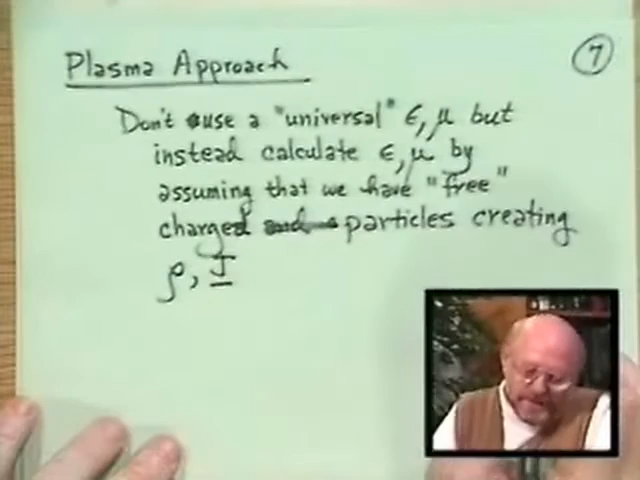 Plasma Approach
7
Don't use a "universal" ϵ, μ but
instead calculate ϵ, μ by
assuming that we have "free"
charged particles creating
ρ, J